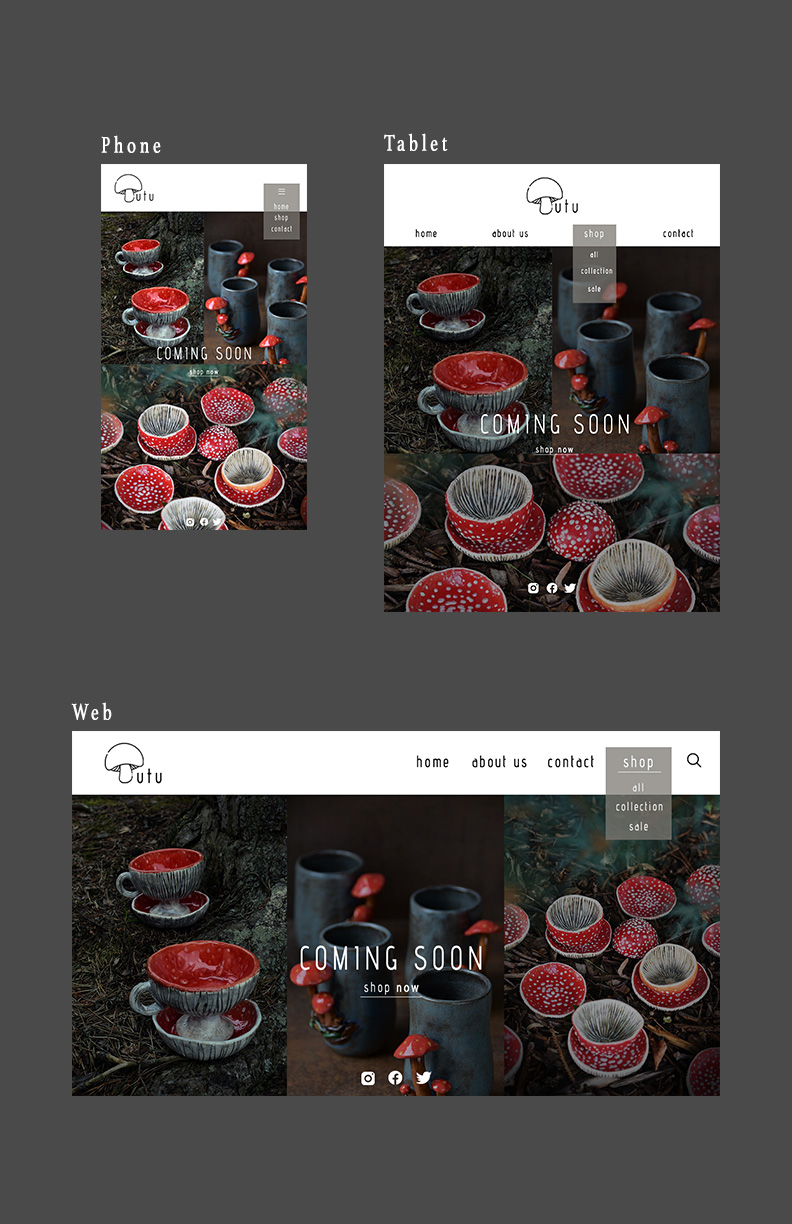 Phone
utu
home
shop
contact
COMING SOON
shop now
Tablet
utu
home about us shop contact
all
collection
sale
COMING SOON
shop now
Web
utu
home about us contact shop
all
collection
sale
COMING SOON
shop now